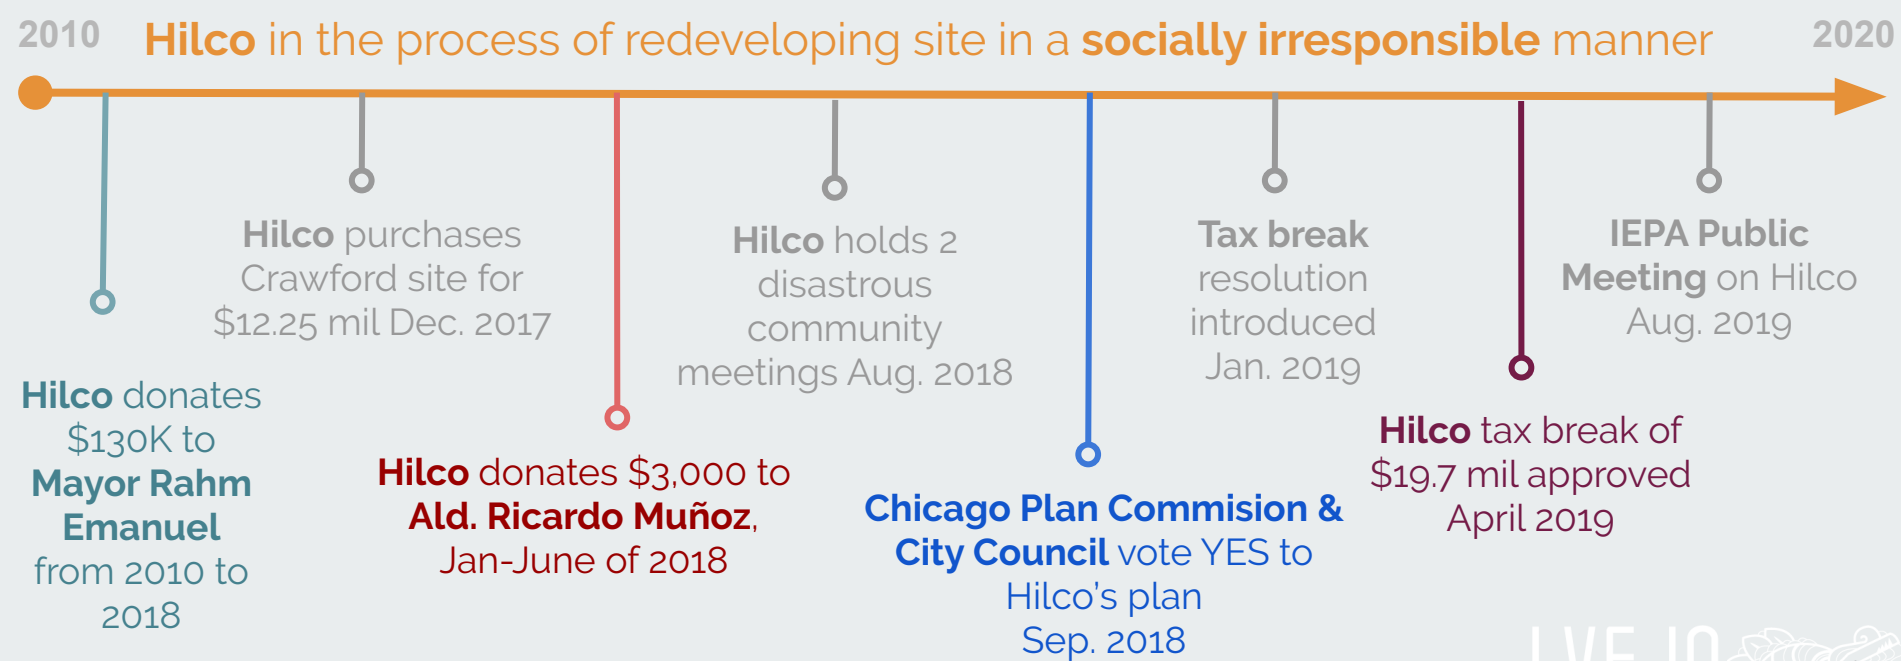 2010
Hilco in the process of redeveloping site in a socially irresponsible manner
2020
Hilco donates
$130K to
Mayor Rahm
Emanuel
from 2010 to
2018
Hilco purchases
Crawford site for
$12.25 mil Dec. 2017
Hilco donates $3,000 to
Ald. Ricardo Muñoz,
Jan-June of 2018
Hilco holds 2
disastrous
community
meetings Aug. 2018
Chicago Plan Commision &
City Council vote YES to
Hilco's plan
Sep. 2018
Tax break
resolution
introduced
Jan. 2019
Hilco tax break of
$19.7 mil approved
April 2019
IEPA Public
Meeting on Hilco
Aug. 2019
LVEJO